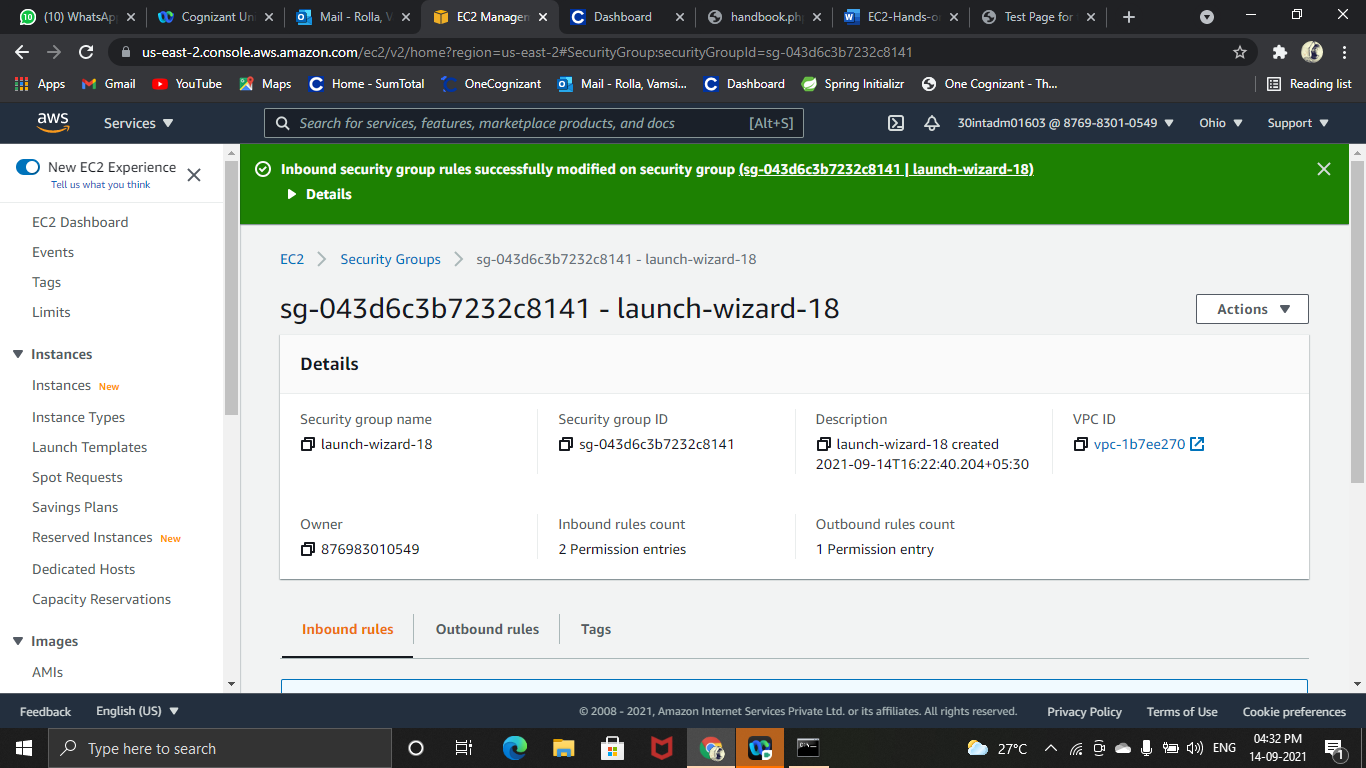 (10) WhatsAp
Cognizant Uni
Mail - Rolla, V
EC2 Managem
Dashboard
handbook.ph
EC2-Hands-o
Test Page for
us-east-2.console.aws.amazon.com/ec2/v2/home?region=us-east-2#SecurityGroup:securityGroupId=sg-043d6c3b7232c8141
Apps
Gmail
YouTube
Maps
Home - SumTotal
OneCognizant
Mail - Rolla, Vamsi...
Dashboard
Spring Initializr
One Cognizant - Th...
Reading list
aws
Services
Search for services, features, marketplace products, and docs
[Alt+S]
30intadm01603 @ 8769-8301-0549
Ohio
Support
New EC2 Experience
Tell us what you think
EC2 Dashboard
Events
Tags
Limits
Instances
Instances New
Instance Types
Launch Templates
Spot Requests
Savings Plans
Reserved Instances New
Dedicated Hosts
Capacity Reservations
Images
AMIs
Inbound security group rules successfully modified on security group (sg-043d6c3b7232c8141 | launch-wizard-18)
Details
EC2
Security Groups
sg-043d6c3b7232c8141 - launch-wizard-18
sg-043d6c3b7232c8141 - launch-wizard-18
Actions
Details
Security group name
launch-wizard-18
Security group ID
sg-043d6c3b7232c8141
Description
launch-wizard-18 created
2021-09-14T16:22:40.204+05:30
VPC ID
vpc-1b7ee270
Owner
876983010549
Inbound rules count
2 Permission entries
Outbound rules count
1 Permission entry
Inbound rules
Outbound rules
Tags
Feedback
English (US)
© 2008 - 2021, Amazon Internet Services Private Ltd. or its affiliates. All rights reserved.
Privacy Policy
Terms of Use
Cookie preferences
Type here to search
27°C
ENG
04:32 PM
14-09-2021
1